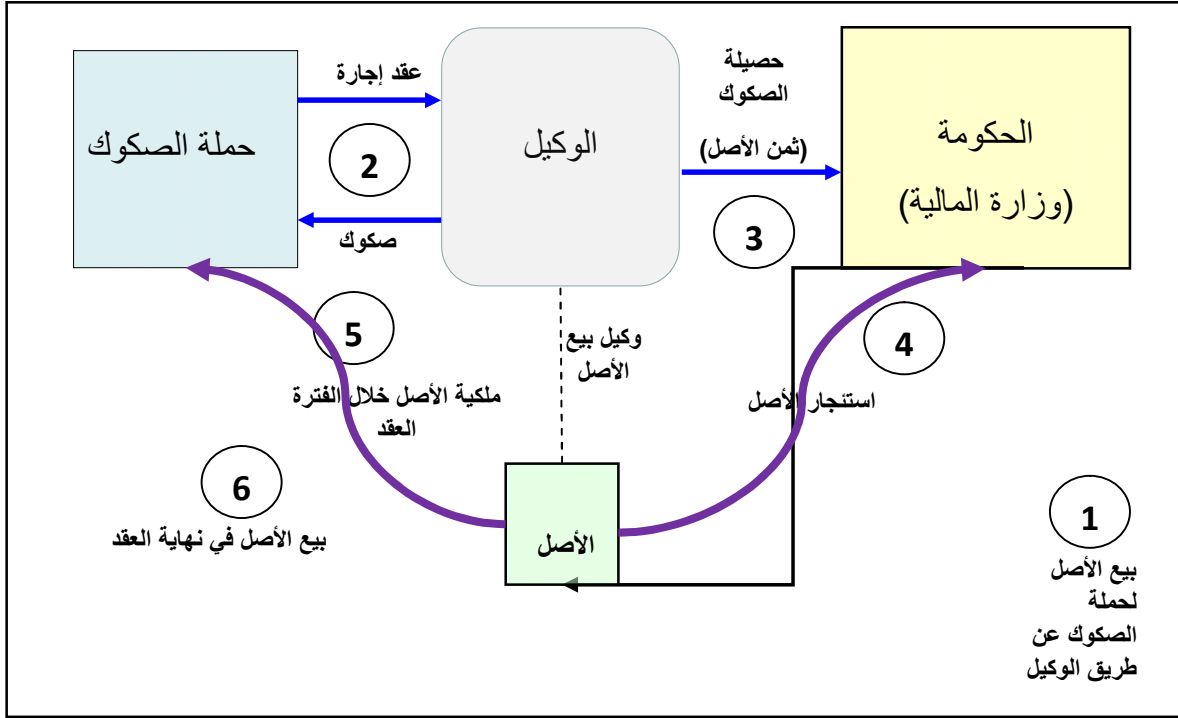 الحكومة
(وزارة المالية)
حصيلة
الصكوك
(ثمن الأصل)
3
الوكيل
عقد إجارة
2
صكوك
حملة الصكوك
4
استئجار الأصل
وكيل بيع
الأصل
5
ملكية الأصل خلال الفترة
العقد
6
بيع الأصل في نهاية العقد
الأصل
1
بيع الأصل
لحملة
الصكوك عن
طريق الوكيل